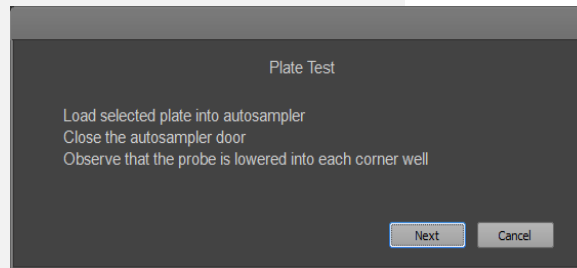 Plate Test
Load selected plate into autosampler
Close the autosampler door
Observe that the probe is lowered into each corner well
Next
Cancel